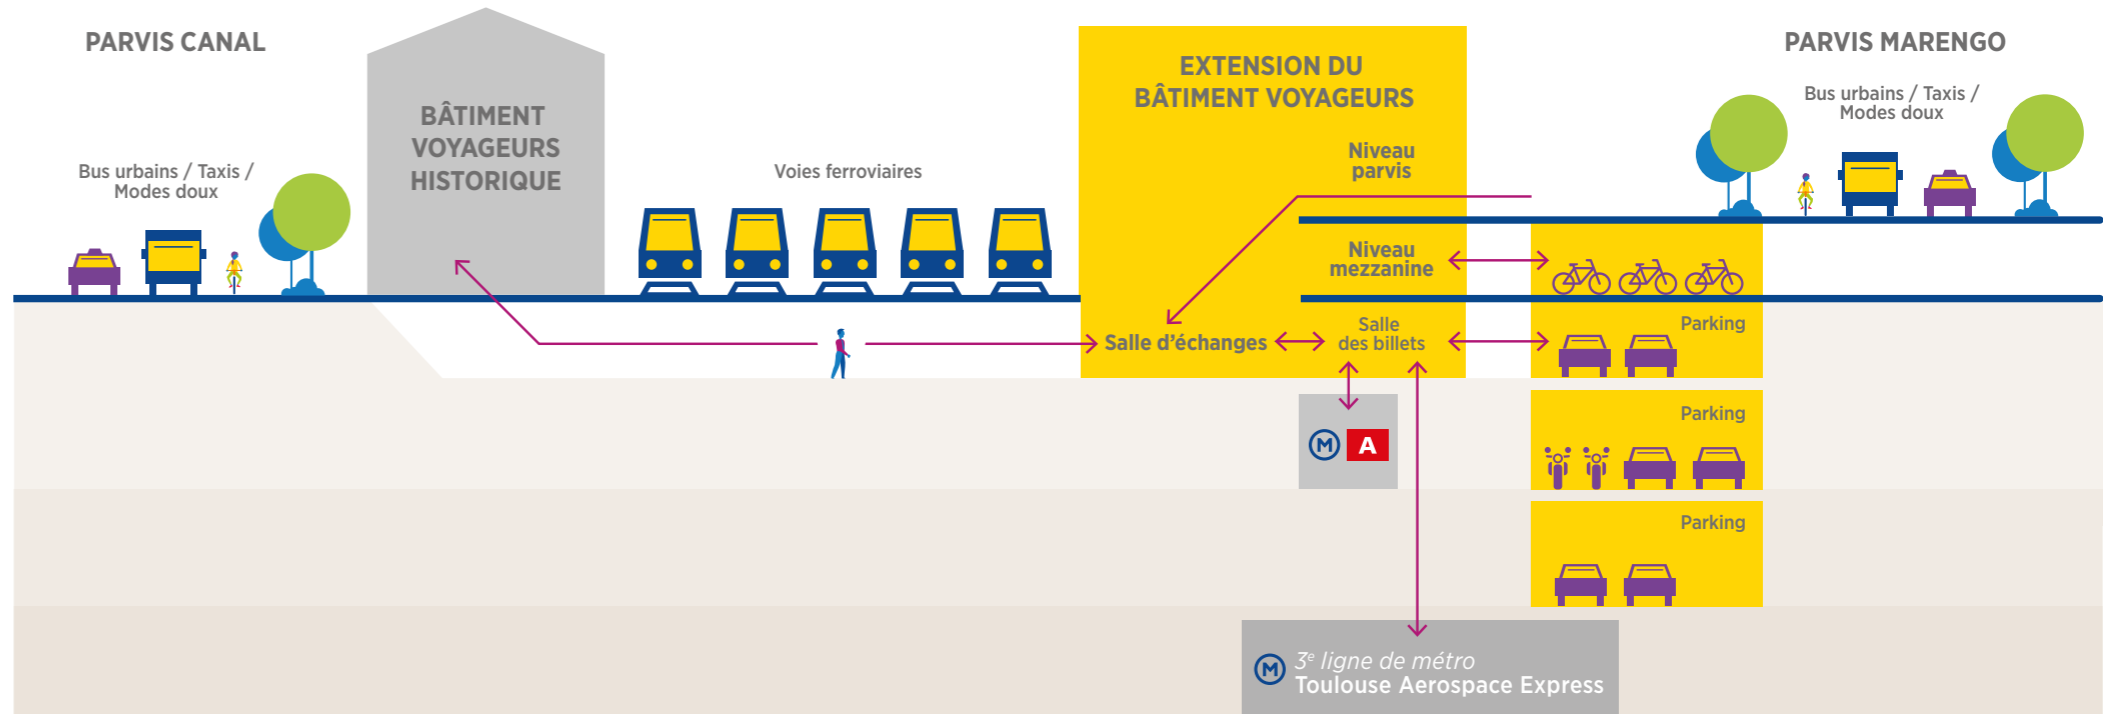 PARVIS CANAL
Bus urbains / Taxis /
Modes doux
BÂTIMENT
VOYAGEURS
HISTORIQUE
Voies ferroviaires
EXTENSION DU
BÂTIMENT VOYAGEURS
Niveau
parvis
Niveau
mezzanine
Salle d'échanges
Salle
des billets
PARVIS MARENGO
Bus urbains / Taxis /
Modes doux
Parking
Parking
Parking
M A
M 3e ligne de métro
Toulouse Aerospace Express